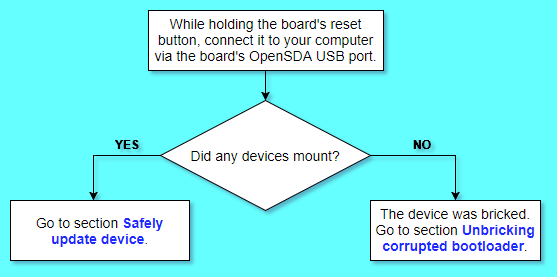 While holding the board's reset
button, connect it to your computer
via the board's OpenSDA USB port.
Did any devices mount?
YES
NO
Go to section Safely
update device.
The device was bricked.
Go to section Unbricking
corrupted bootloader.